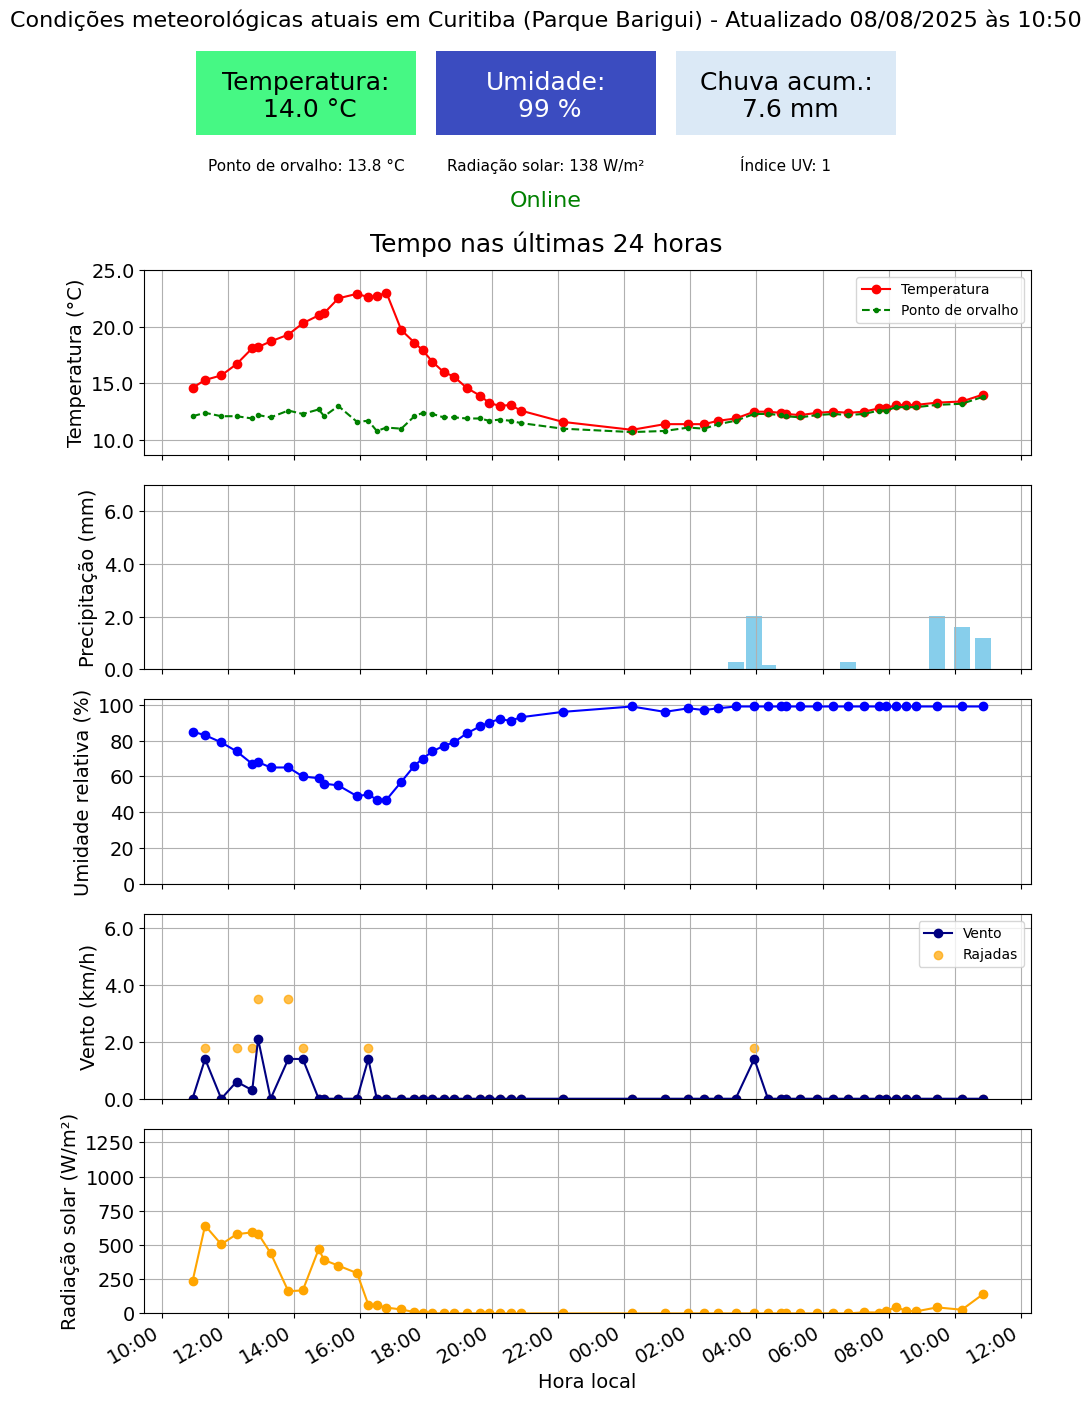 Condições meteorológicas atuais em Curitiba (Parque Barigui) - Atualizado 08/08/2025 às 10:50
Temperatura:
14.0 °C
Umidade:
99 %
Chuva acum.:
7.6 mm
Ponto de orvalho: 13.8 °C
Radiação solar: 138 W/m²
Índice UV: 1
Online
Tempo nas últimas 24 horas
Temperatura (°C)
25.0
20.0
15.0
10.0
Temperatura
Ponto de orvalho
Precipitação (mm)
6.0
4.0
2.0
0.0
Umidade relativa (%)
100
80
60
40
20
0
Vento (km/h)
6.0
4.0
2.0
0.0
Vento
Rajadas
Radiação solar (W/m²)
1250
1000
750
500
250
0
10:00
12:00
14:00
16:00
18:00
20:00
22:00
00:00
02:00
04:00
06:00
08:00
10:00
12:00
Hora local